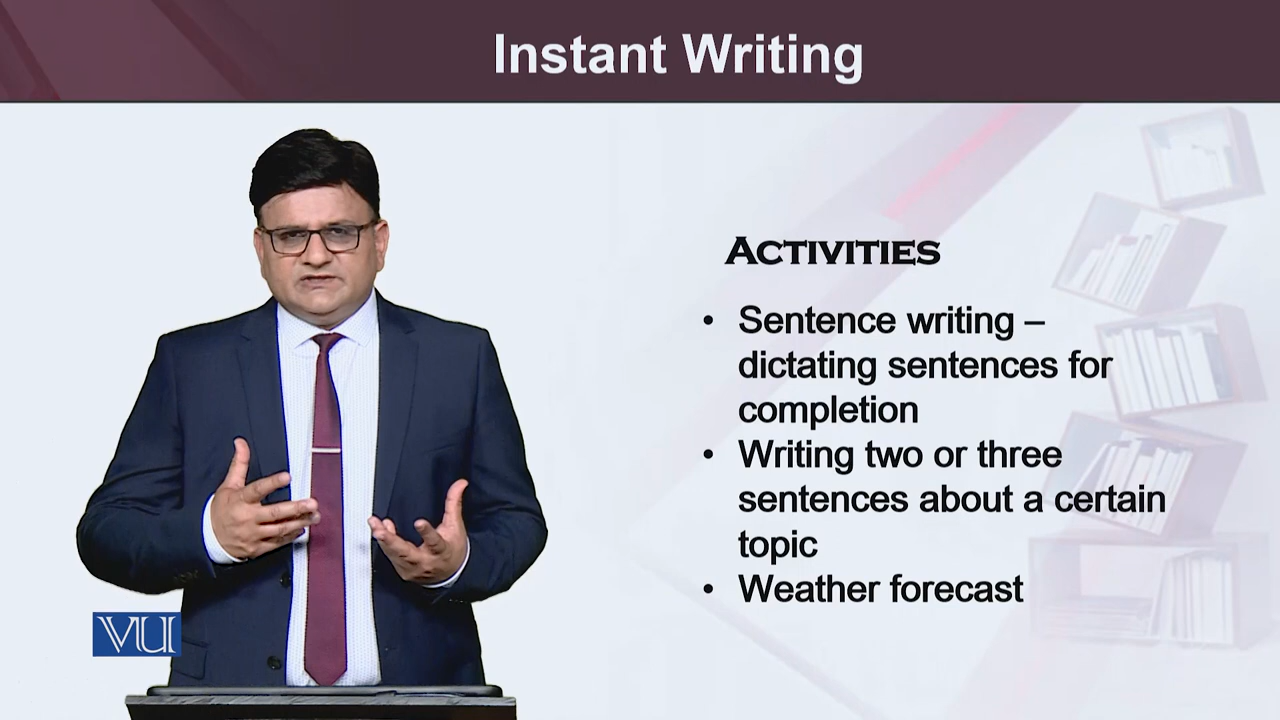 Instant Writing
ACTIVITIES
• Sentence writing –
dictating sentences for
completion
• Writing two or three
sentences about a certain
topic
• Weather forecast
VU